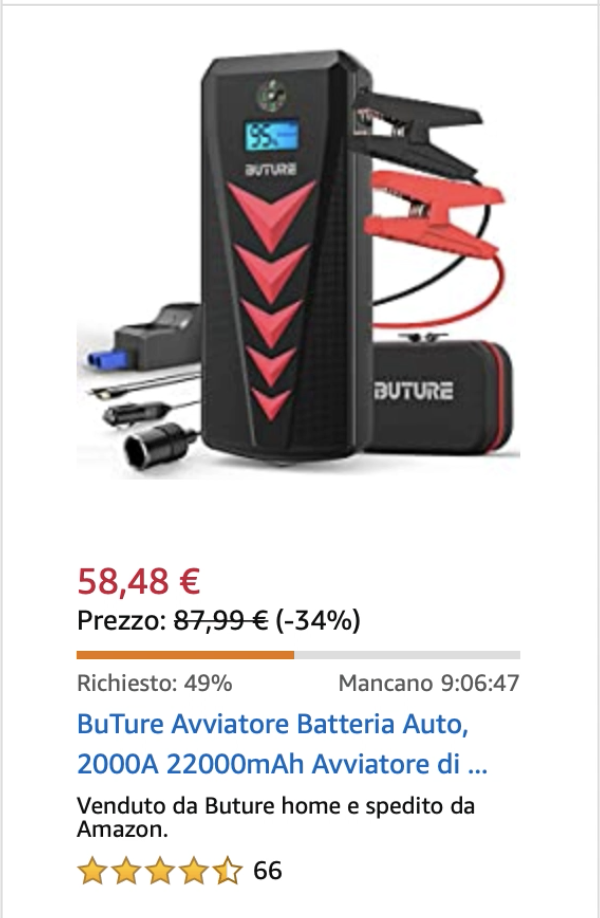 95%
BUTURE
BUTURE
58,48 €
Prezzo: 87,99 € (-34%)
Richiesto: 49%
Mancano 9:06:47
BuTure Avviatore Batteria Auto,
2000A 22000mAh Avviatore di ...
Venduto da Buture home e spedito da
Amazon.
66